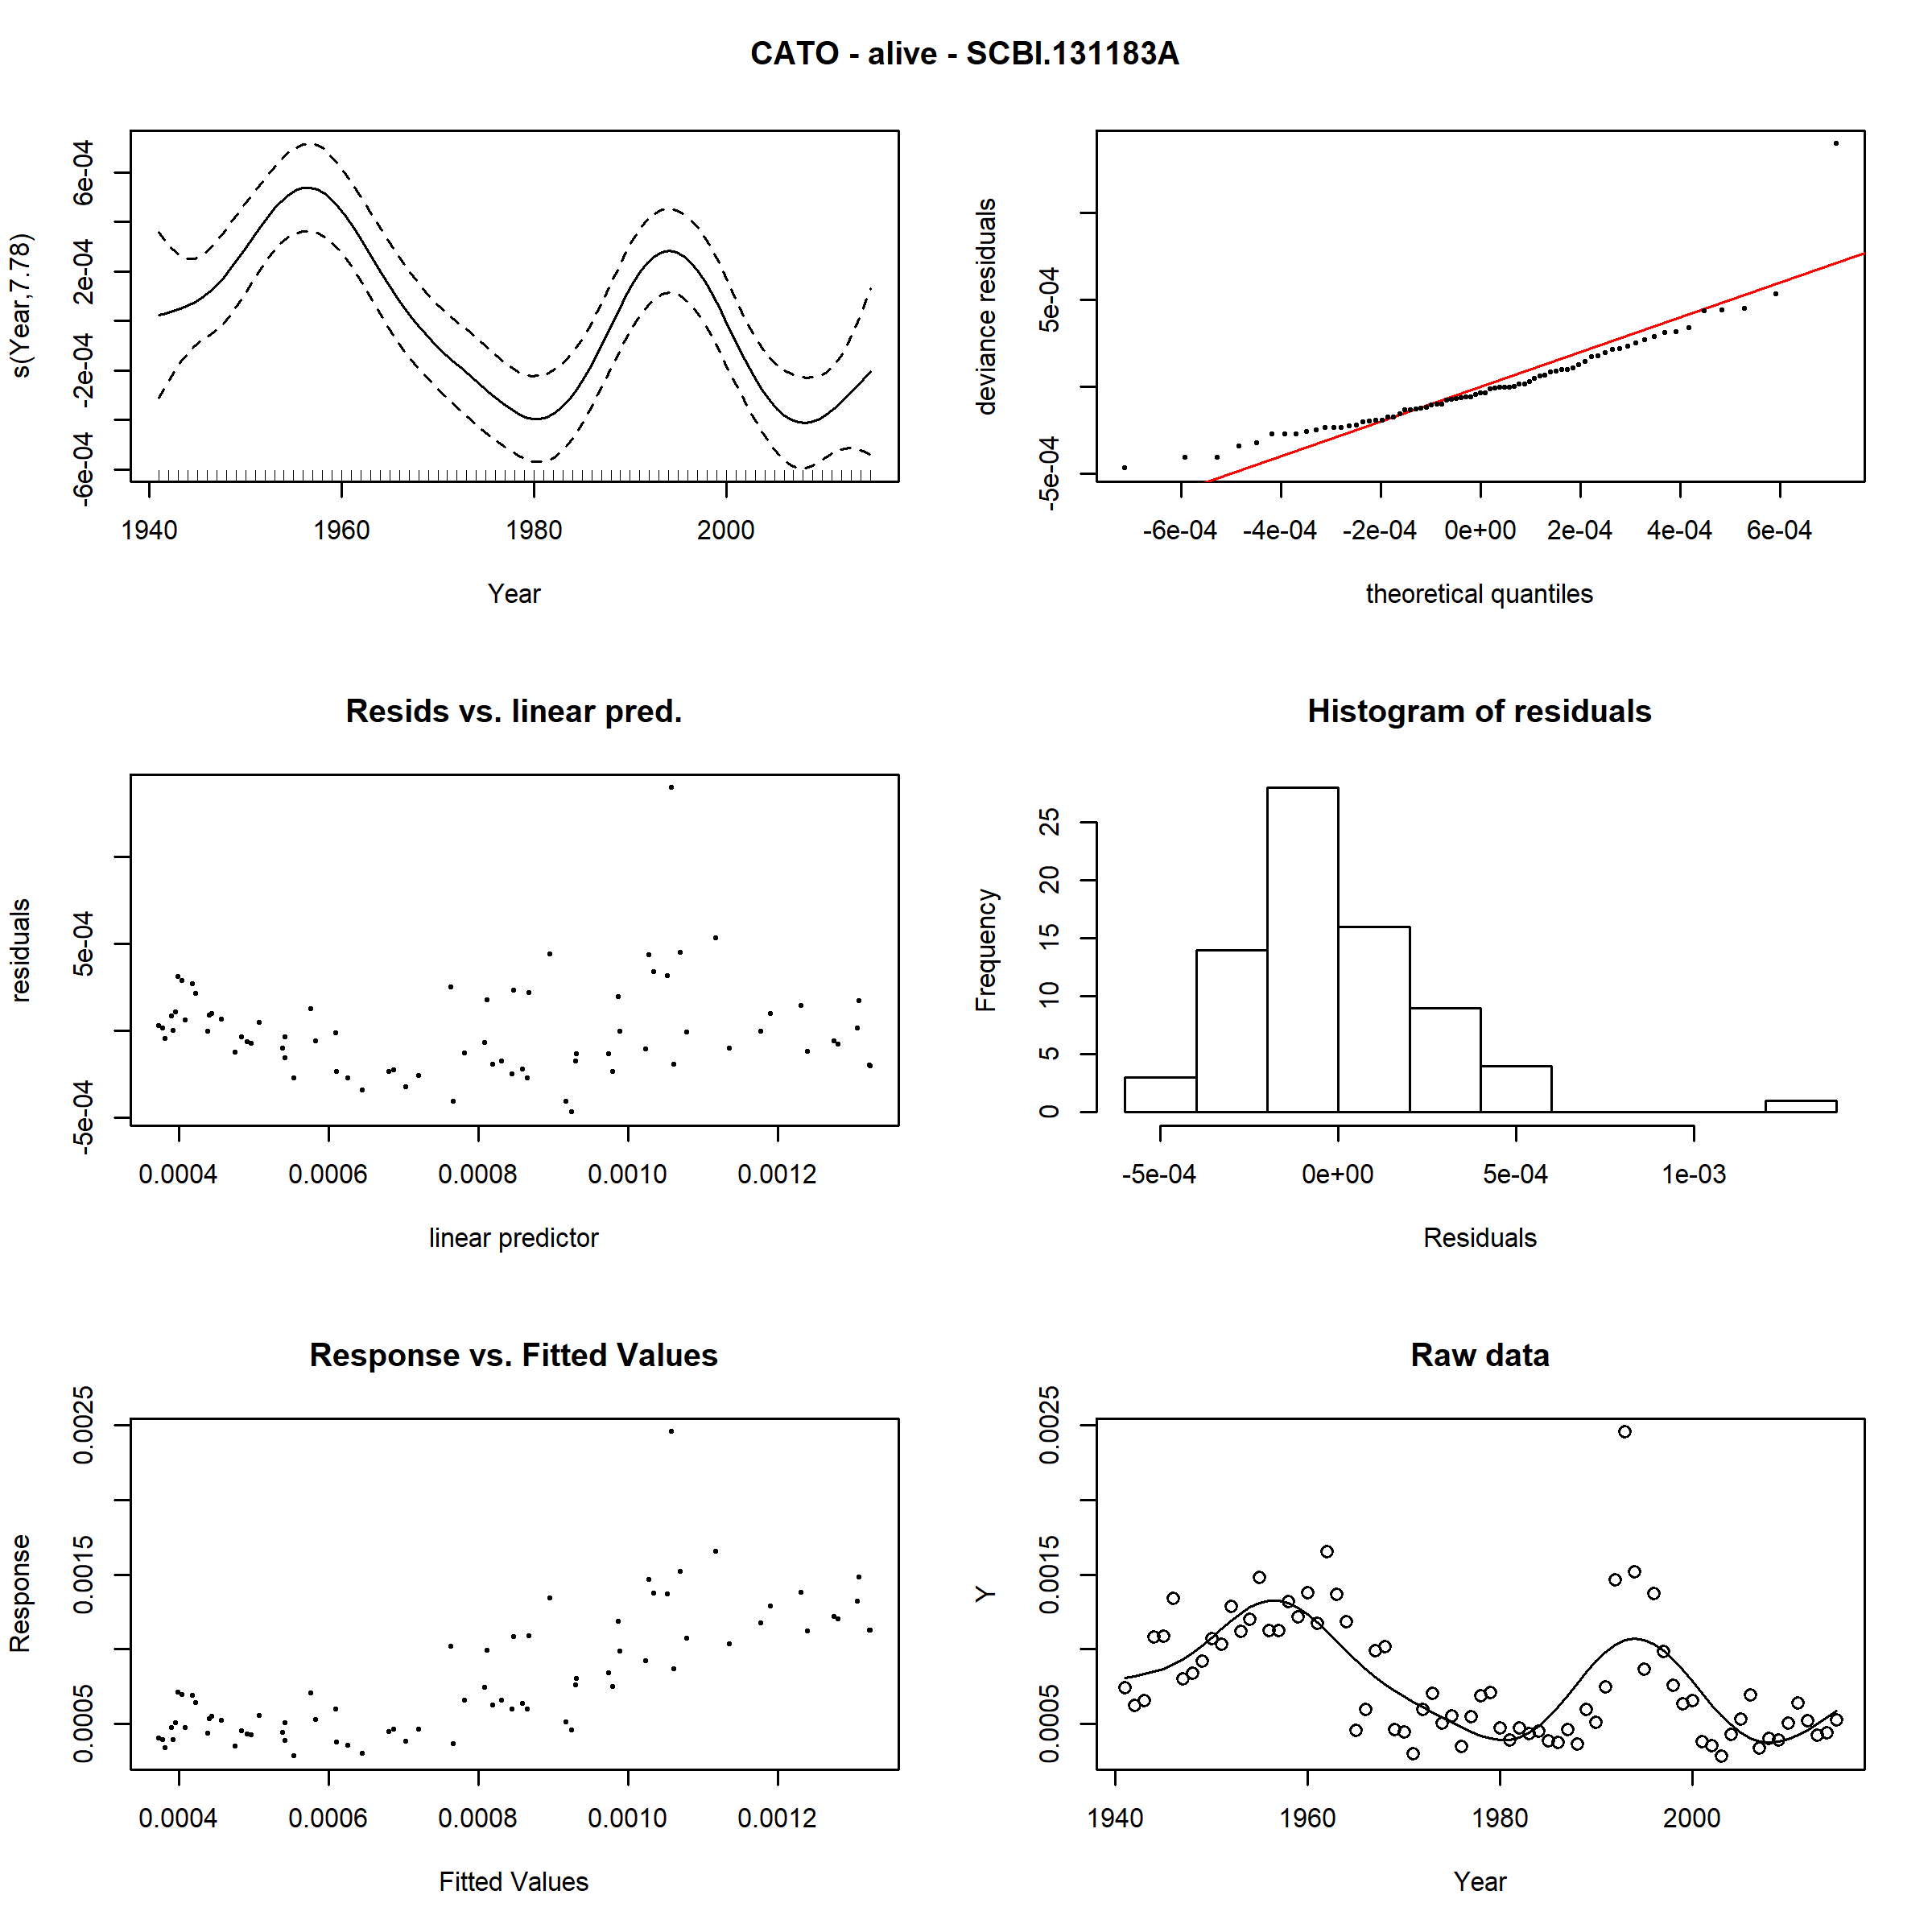 CATO - alive - SCBI.131183A
s(Year,7.78)
-6e-04 -2e-04 2e-04 6e-04
1940 1960 1980 2000
Year
deviance residuals
-5e-04 5e-04
-6e-04 -4e-04 -2e-04 0e+00 2e-04 4e-04 6e-04
theoretical quantiles
Resids vs. linear pred.
residuals
-5e-04 5e-04
0.0004 0.0006 0.0008 0.0010 0.0012
linear predictor
Histogram of residuals
Frequency
0 5 10 15 20 25
-5e-04 0e+00 5e-04 1e-03
Residuals
Response vs. Fitted Values
Response
0.0005 0.0015 0.0025
0.0004 0.0006 0.0008 0.0010 0.0012
Fitted Values
Raw data
Y
0.0005 0.0015 0.0025
1940 1960 1980 2000
Year